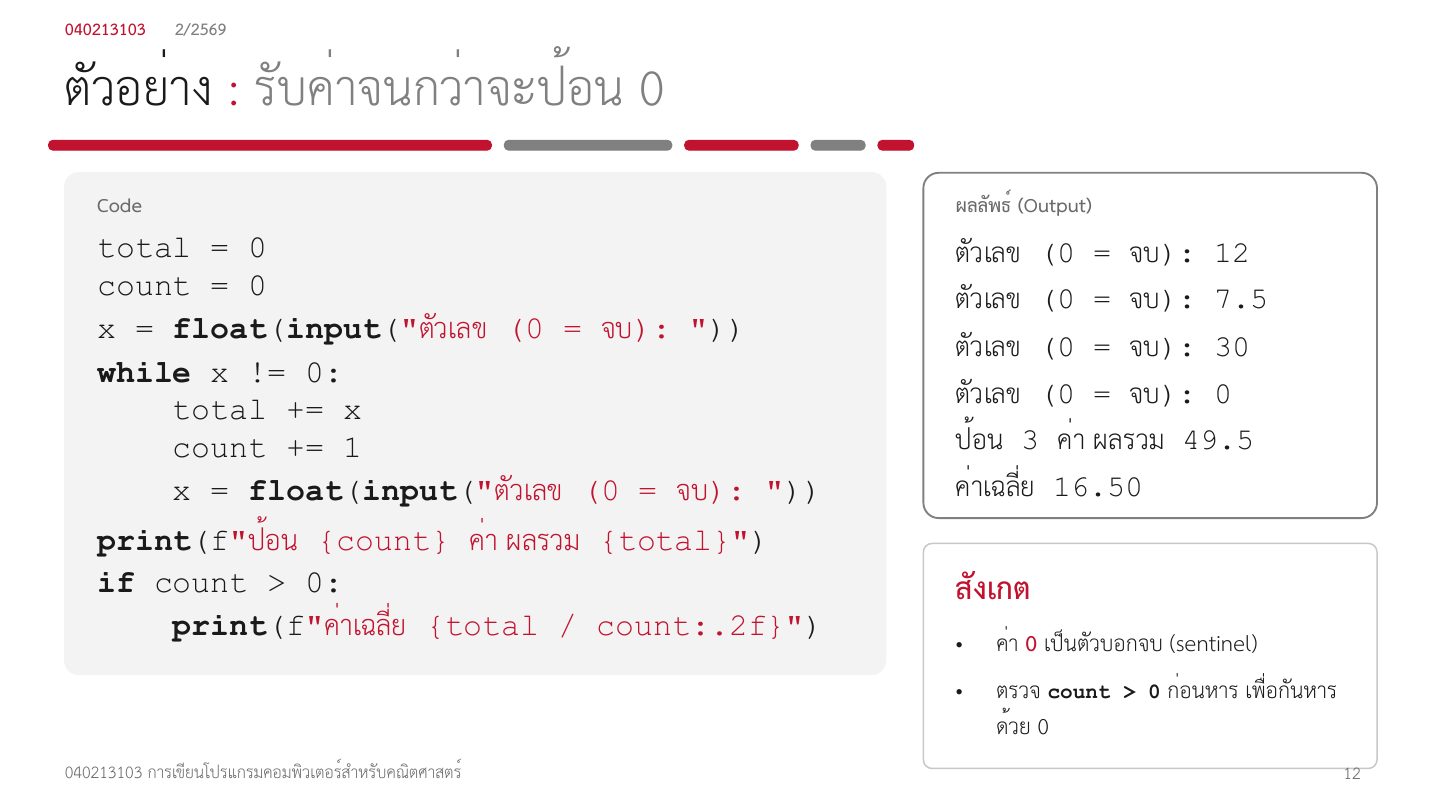 040213103 2/2569
ตัวอย่าง : รับค่าจนกว่าจะป้อน 0
Code
total = 0
count = 0
x = float(input("ตัวเลข (0 = จบ): "))
while x != 0:
    total += x
    count += 1
    x = float(input("ตัวเลข (0 = จบ): "))
print(f"ป้อน {count} ค่า ผลรวม {total}")
if count > 0:
    print(f"ค่าเฉลี่ย {total / count:.2f}")
ผลลัพธ์ (Output)
ตัวเลข (0 = จบ): 12
ตัวเลข (0 = จบ): 7.5
ตัวเลข (0 = จบ): 30
ตัวเลข (0 = จบ): 0
ป้อน 3 ค่า ผลรวม 49.5
ค่าเฉลี่ย 16.50
สังเกต
• ค่า 0 เป็นตัวบอกจบ (sentinel)
• ตรวจ count > 0 ก่อนหาร เพื่อกันหาร
ด้วย 0
040213103 การเขียนโปรแกรมคอมพิวเตอร์สำหรับคณิตศาสตร์
12